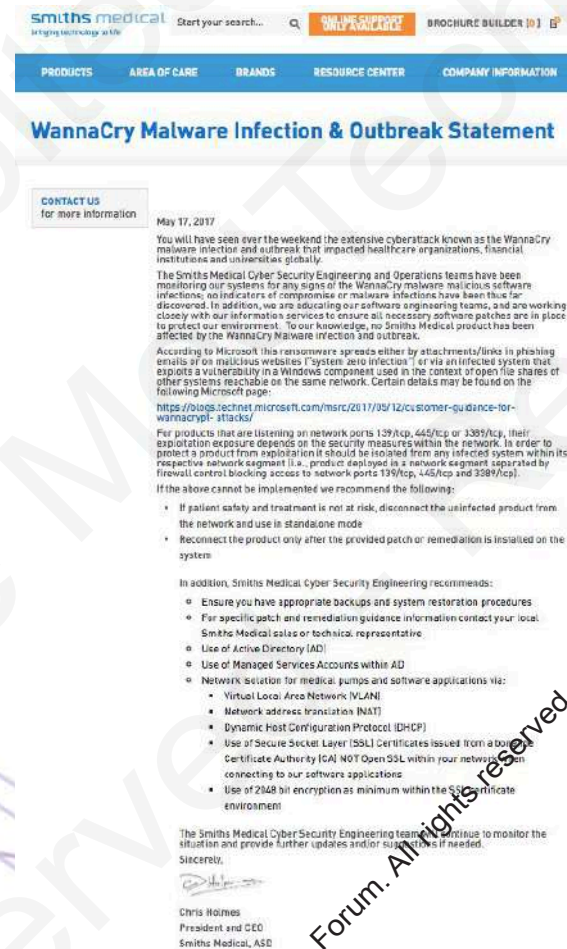 smiths medical
bringing technology to life
Start your search...
ONLINE SUPPORT
ONLY AVAILABLE
BROCHURE BUILDER [0]
PRODUCTS AREA OF CARE BRANDS RESOURCE CENTER COMPANY INFORMATION
WannaCry Malware Infection & Outbreak Statement
CONTACT US
for more information
May 17, 2017
You will have seen over the weekend the extensive cyberattack known as the WannaCry
malware infection and outbreak that impacted healthcare organizations, financial
institutions and universities globally.
The Smiths Medical Cyber Security Engineering and Operations teams have been
monitoring our systems for any signs of the WannaCry malware malicious software
infections; no indicators of compromise or malware infections have been thus far
discovered. In addition, we are educating our software engineering teams, and are working
closely with our information services to ensure all necessary software patches are in place
to protect our environment. To our knowledge, no Smiths Medical product has been
affected by the WannaCry Malware infection and outbreak.
According to Microsoft this ransomware spreads either by attachments/links in phishing
emails or on malicious websites ("system zero infection") or via an infected system that
exploits a vulnerability in a Windows component used in the context of open file shares of
other systems reachable on the same network. Certain details may be found on the
following Microsoft page:
https://blogs.technet.microsoft.com/msrc/2017/05/12/customer-guidance-for-
wannacrypt- attacks/
For products that are listening on network ports 139/tcp, 445/tcp or 3389/tcp, their
exploitation exposure depends on the security measures within the network. In order to
protect a product from exploitation it should be isolated from any infected system within its
respective network segment (i.e., product deployed in a network segment separated by
firewall control blocking access to network ports 139/tcp, 445/tcp and 3389/tcp).
If the above cannot be implemented we recommend the following:
• If patient safety and treatment is not at risk, disconnect the uninfected product from
the network and use in standalone mode
• Reconnect the product only after the provided patch or remediation is installed on the
system
In addition, Smiths Medical Cyber Security Engineering recommends:
Ensure you have appropriate backups and system restoration procedures
For specific patch and remediation guidance information contact your local
Smiths Medical sales or technical representative
Use of Active Directory (AD)
Use of Managed Services Accounts within AD
Network isolation for medical pumps and software applications via:
▪ Virtual Local Area Network (VLAN)
▪ Network address translation (NAT)
▪ Dynamic Host Configuration Protocol (DHCP)
▪ Use of Secure Socket Layer (SSL) Certificates issued from a
Certificate Authority (CA) NOT Open SSL within your network
connecting to our software applications
▪ Use of 2048 bit encryption as minimum within the SSL certificate
environment
The Smiths Medical Cyber Security Engineering team will continue to monitor the
situation and provide further updates and/or suggestions if needed.
Sincerely,
Chris Holmes
President and CEO
Smiths Medical, ASD
Forum. All rights reserved